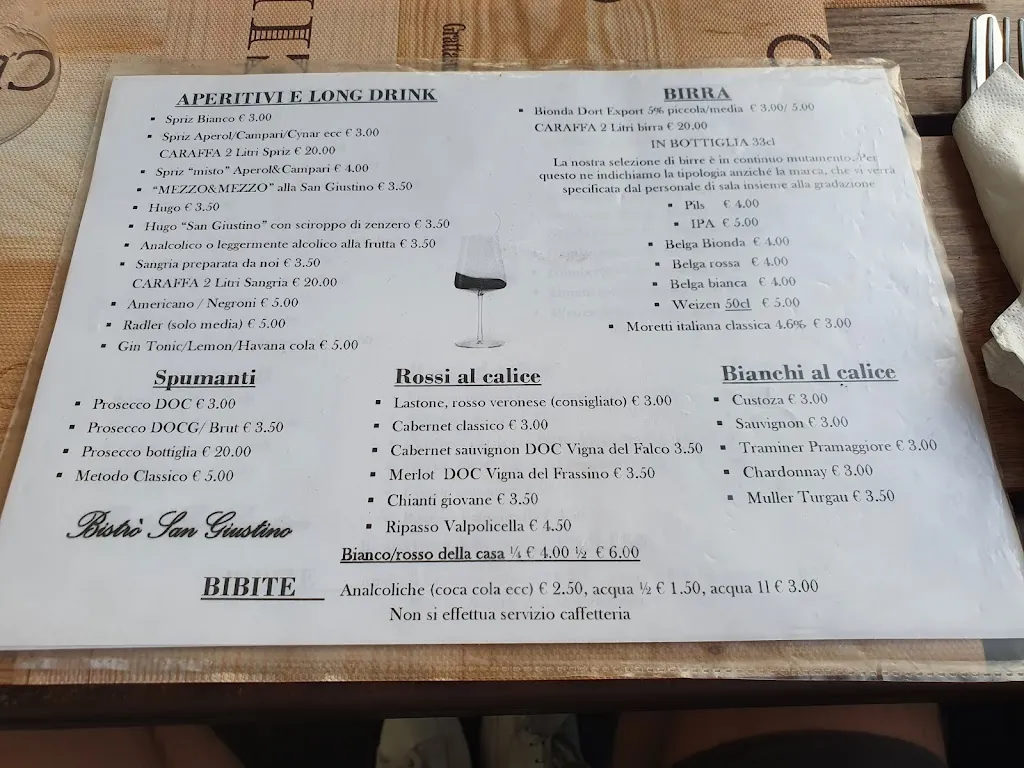 APERITIVI E LONG DRINK
▪ Spriz Bianco € 3.00
▪ Spriz Aperol/Campari/Cynar ecc € 3.00
CARAFFA 2 Litri Spriz € 20.00
▪ Spriz “misto” Aperol&Campari € 4.00
▪ “MEZZO&MEZZO” alla San Giustino € 3.50
▪ Hugo € 3.50
▪ Hugo “San Giustino” con sciroppo di zenzero € 3.50
▪ Analcolico o leggermente alcolico alla frutta € 3.50
▪ Sangria preparata da noi € 3.50
CARAFFA 2 Litri Sangria € 20.00
▪ Americano / Negroni € 5.00
▪ Radler (solo media) € 5.00
▪ Gin Tonic/Lemon/Havana cola € 5.00
BIRRA
▪ Bionda Dort Export 5% piccola/media € 3.00/ 5.00
CARAFFA 2 Litri birra € 20.00
IN BOTTIGLIA 33cl
La nostra selezione di birre è in continuo mutamento. Per
questo ne indichiamo la tipologia anziché la marca, che vi verrà
specificata dal personale di sala insieme alla gradazione
▪ Pils € 4.00
▪ IPA € 5.00
▪ Belga Bionda € 4.00
▪ Belga rossa € 4.00
▪ Belga bianca € 4.00
▪ Weizen 50cl € 5.00
▪ Moretti italiana classica 4.6% € 3.00
Spumanti
▪ Prosecco DOC € 3.00
▪ Prosecco DOCG/ Brut € 3.50
▪ Prosecco bottiglia € 20.00
▪ Metodo Classico € 5.00
Bistrò San Giustino
Rossi al calice
▪ Lastone, rosso veronese (consigliato) € 3.00
▪ Cabernet classico € 3.00
▪ Cabernet sauvignon DOC Vigna del Falco 3.50
▪ Merlot DOC Vigna del Frassino € 3.50
▪ Chianti giovane € 3.50
▪ Ripasso Valpolicella € 4.50
Bianchi al calice
▪ Custoza € 3.00
▪ Sauvignon € 3.00
▪ Traminer Pramaggiore € 3.00
▪ Chardonnay € 3.00
▪ Muller Turgau € 3.50
Bianco/rosso della casa ¼ € 4.00 ½ € 6.00
BIBITE Analcoliche (coca cola ecc) € 2.50, acqua ½ € 1.50, acqua 1l € 3.00
Non si effettua servizio caffetteria